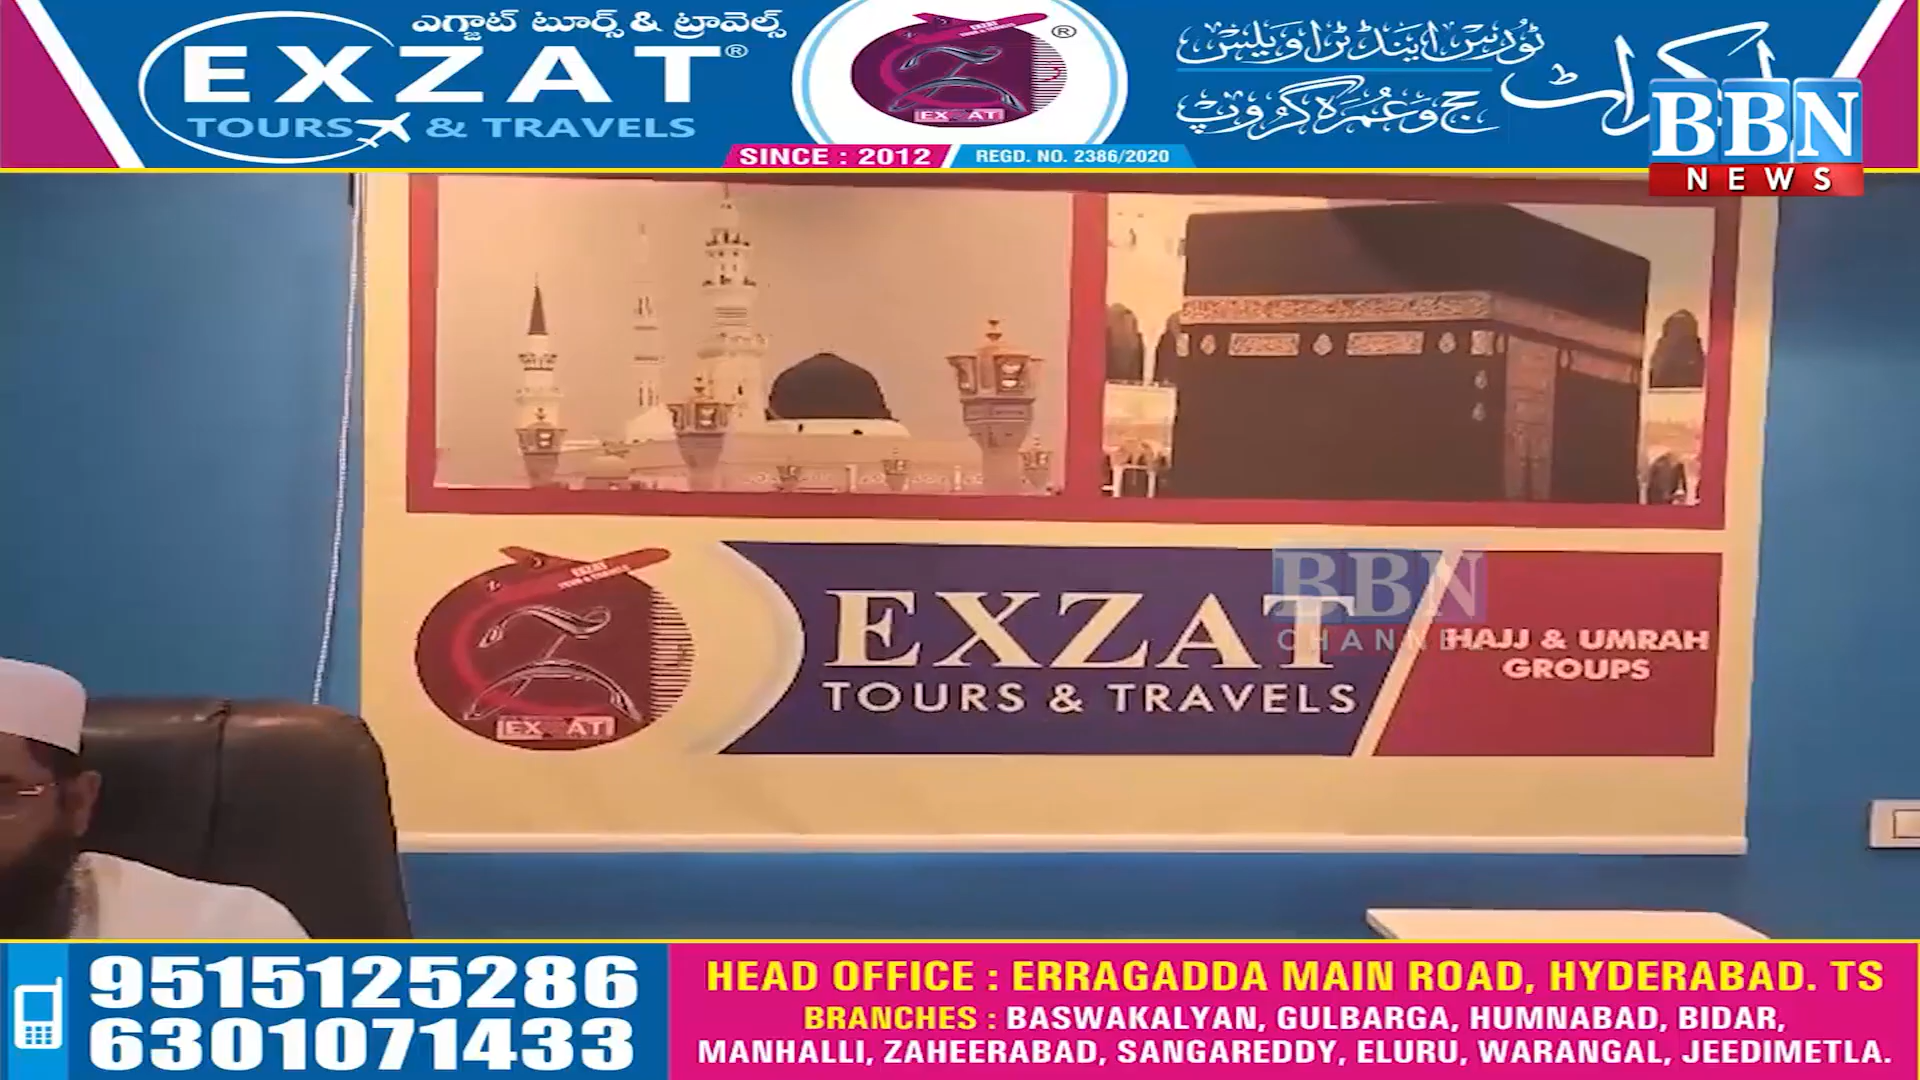 ఎగ్జాట్ టూర్స్ & ట్రావెల్స్
EXZAT®
TOURS & TRAVELS
EXZAT
®
SINCE : 2012
REGD. NO. 2386/2020
ٹورس اینڈ ٹراویلس
حج و عمرہ گروپ
BBN
NEWS
EXZAT
EXZAT
TOURS & TRAVELS
HAJJ & UMRAH
GROUPS
BBN
CHANNEL
9515125286
6301071433
HEAD OFFICE : ERRAGADDA MAIN ROAD, HYDERABAD. TS
BRANCHES : BASWAKALYAN, GULBARGA, HUMNABAD, BIDAR,
MANHALLI, ZAHEERABAD, SANGAREDDY, ELURU, WARANGAL, JEEDIMETLA.